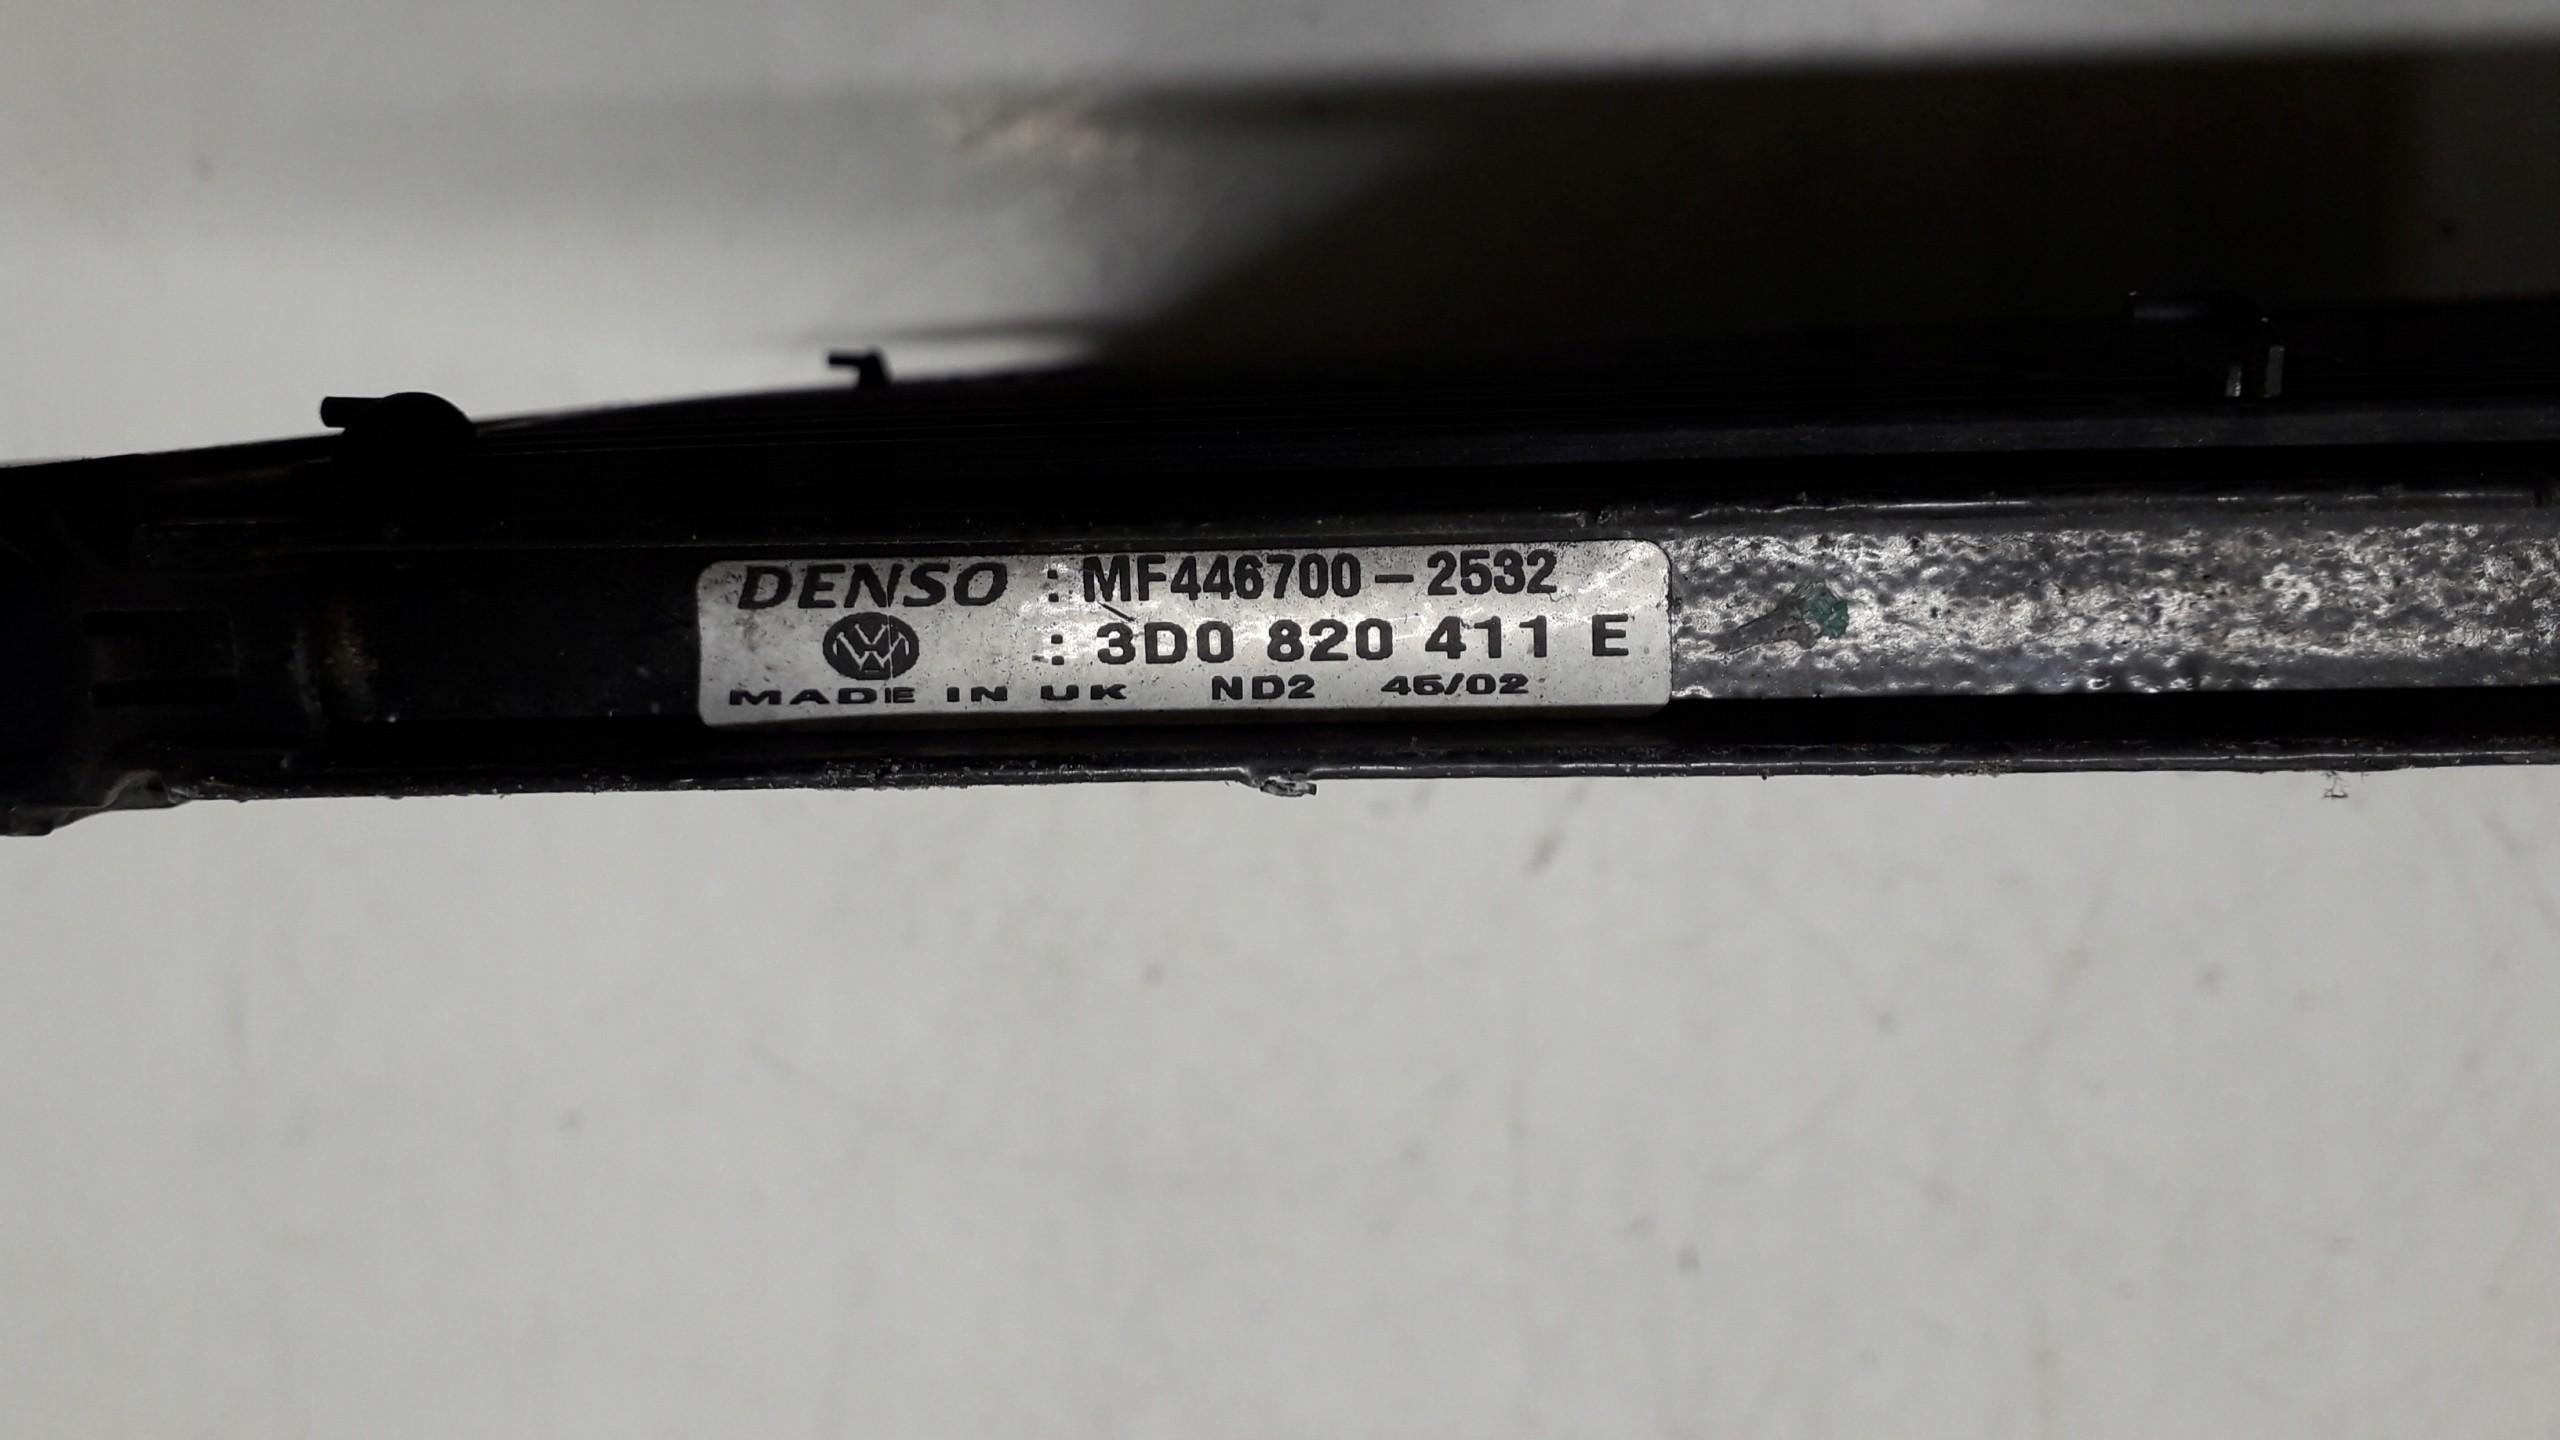 DENSO : MF446700-2532
: 3D0 820 411 E
MADE IN UK ND2 45/02